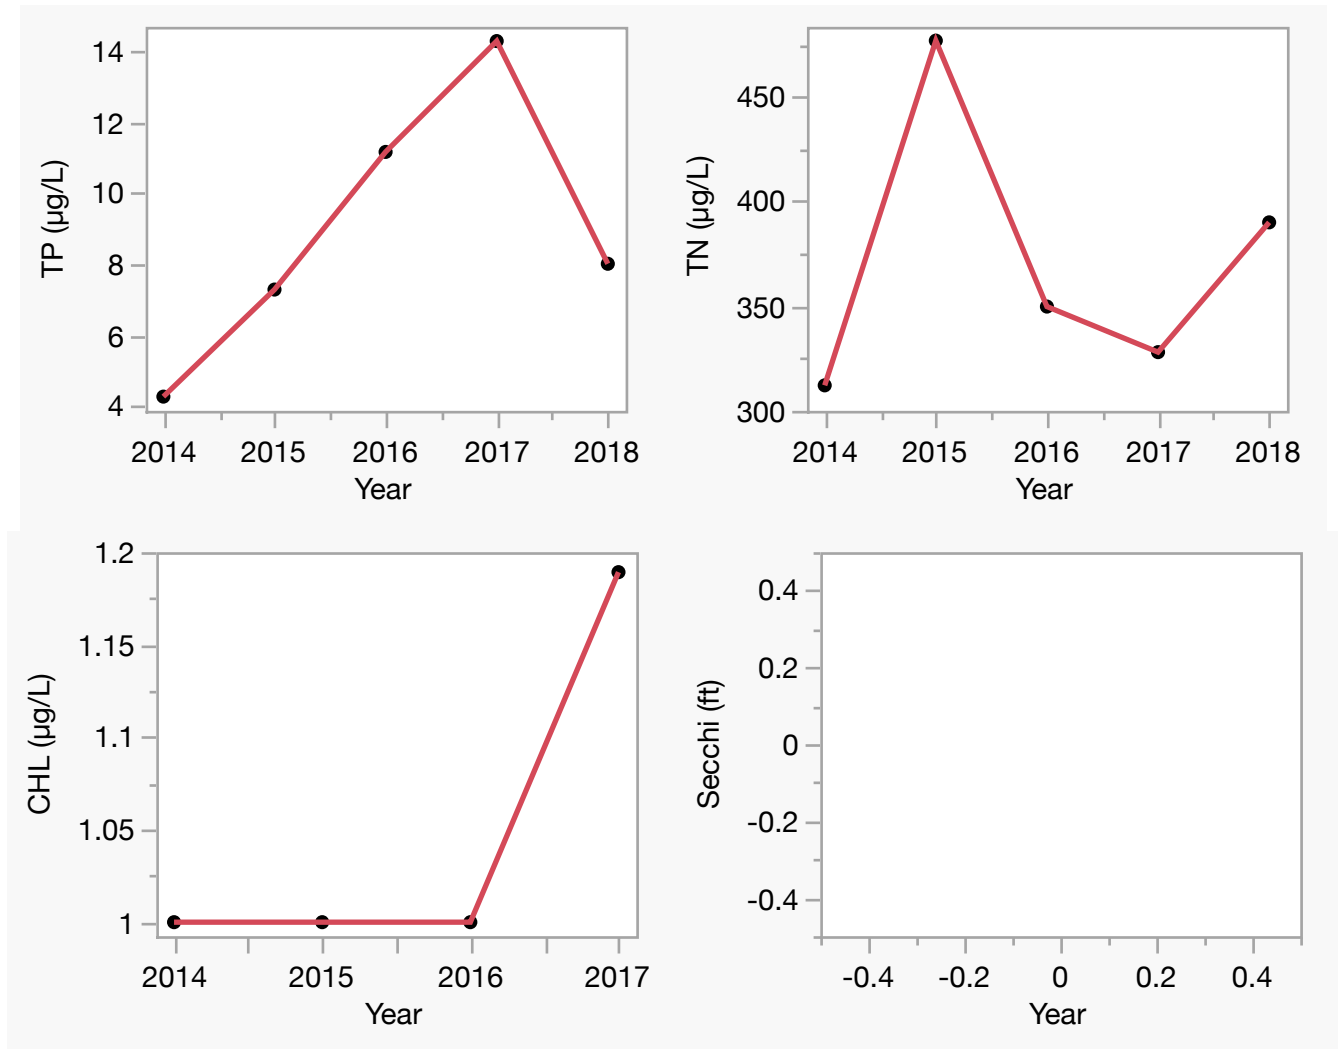 14
12
10
8
6
4
TP (µg/L)
2014 2015 2016 2017 2018
Year
450
400
350
300
TN (µg/L)
2014 2015 2016 2017 2018
Year
1.2
1.15
1.1
1.05
1
CHL (µg/L)
2014 2015 2016 2017
Year
0.4
0.2
0
-0.2
-0.4
Secchi (ft)
-0.4 -0.2 0 0.2 0.4
Year